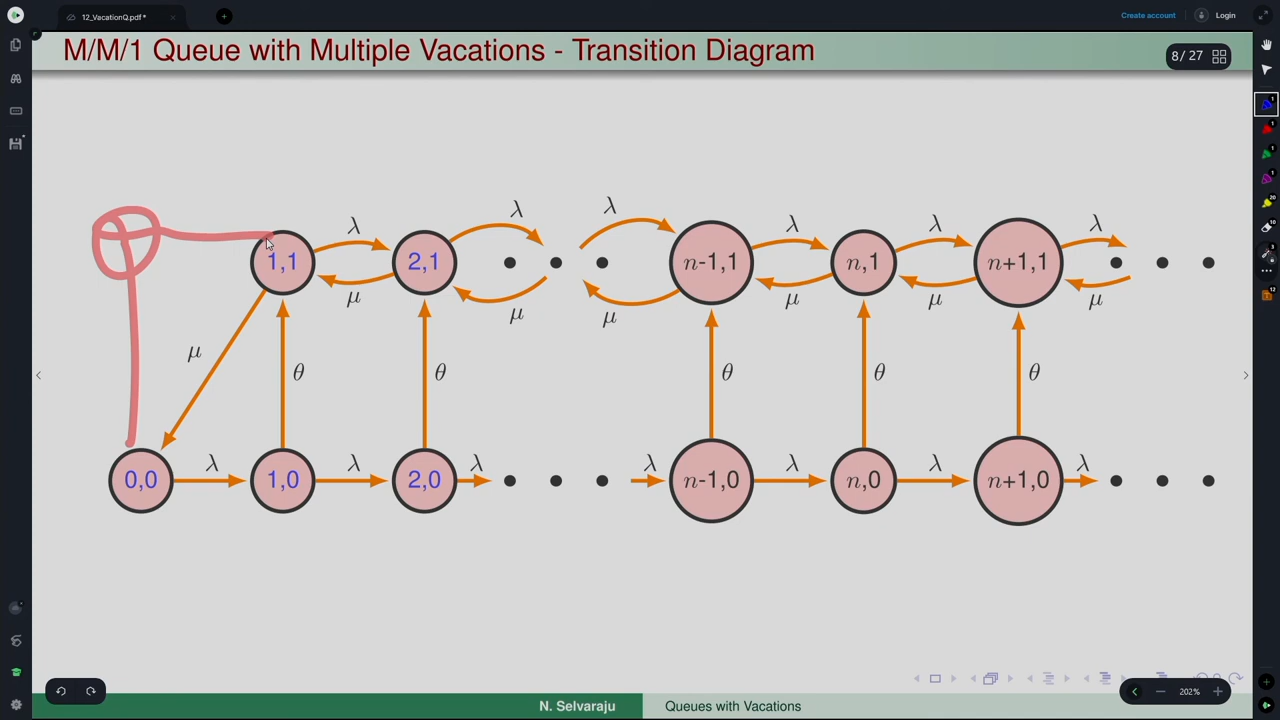 12_VacationQ.pdf *
Create account
Login
M/M/1 Queue with Multiple Vacations - Transition Diagram
8 / 27
λ λ λ λ λ λ
1,1 2,1 n-1,1 n,1 n+1,1
μ μ μ μ μ μ
μ θ θ θ θ θ
λ λ λ λ λ λ λ
0,0 1,0 2,0 n-1,0 n,0 n+1,0
202%
N. Selvaraju
Queues with Vacations